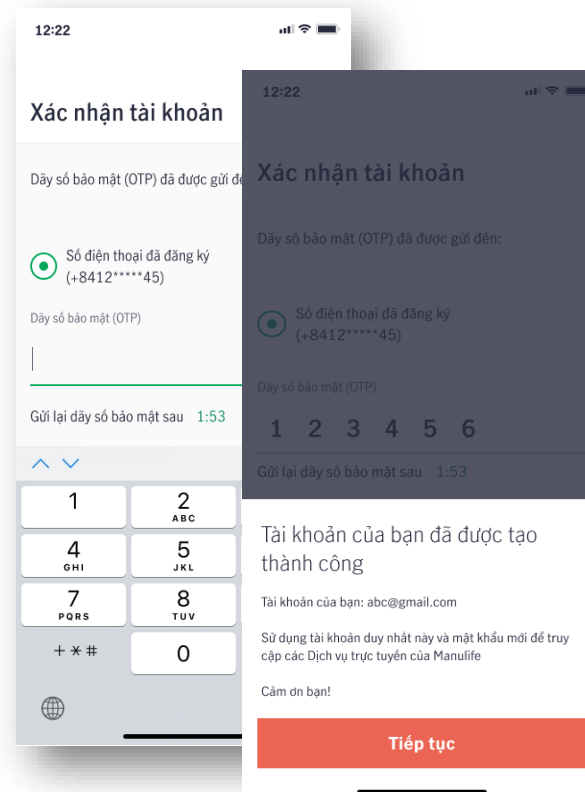 12:22
Xác nhận tài khoản
Dãy số bảo mật (OTP) đã được gửi
Số điện thoại đã đăng ký
(+8412*****45)
Dãy số bảo mật (OTP)
Gửi lại dãy số bảo mật sau 1:53
1
2
ABC
4
GHI
5
JKL
7
PQRS
8
TUV
+*#
0
12:22
Xác nhận tài khoản
Dãy số bảo mật (OTP) đã được gửi đến:
Số điện thoại đã đăng ký
(+8412*****45)
Dãy số bảo mật (OTP)
1 2 3 4 5 6
Gửi lại dãy số bảo mật sau 1:53
Tài khoản của bạn đã được tạo
thành công
Tài khoản của bạn: abc@gmail.com
Sử dụng tài khoản duy nhất này và mật khẩu mới để truy
cập các Dịch vụ trực tuyến của Manulife
Cảm ơn bạn!
Tiếp tục